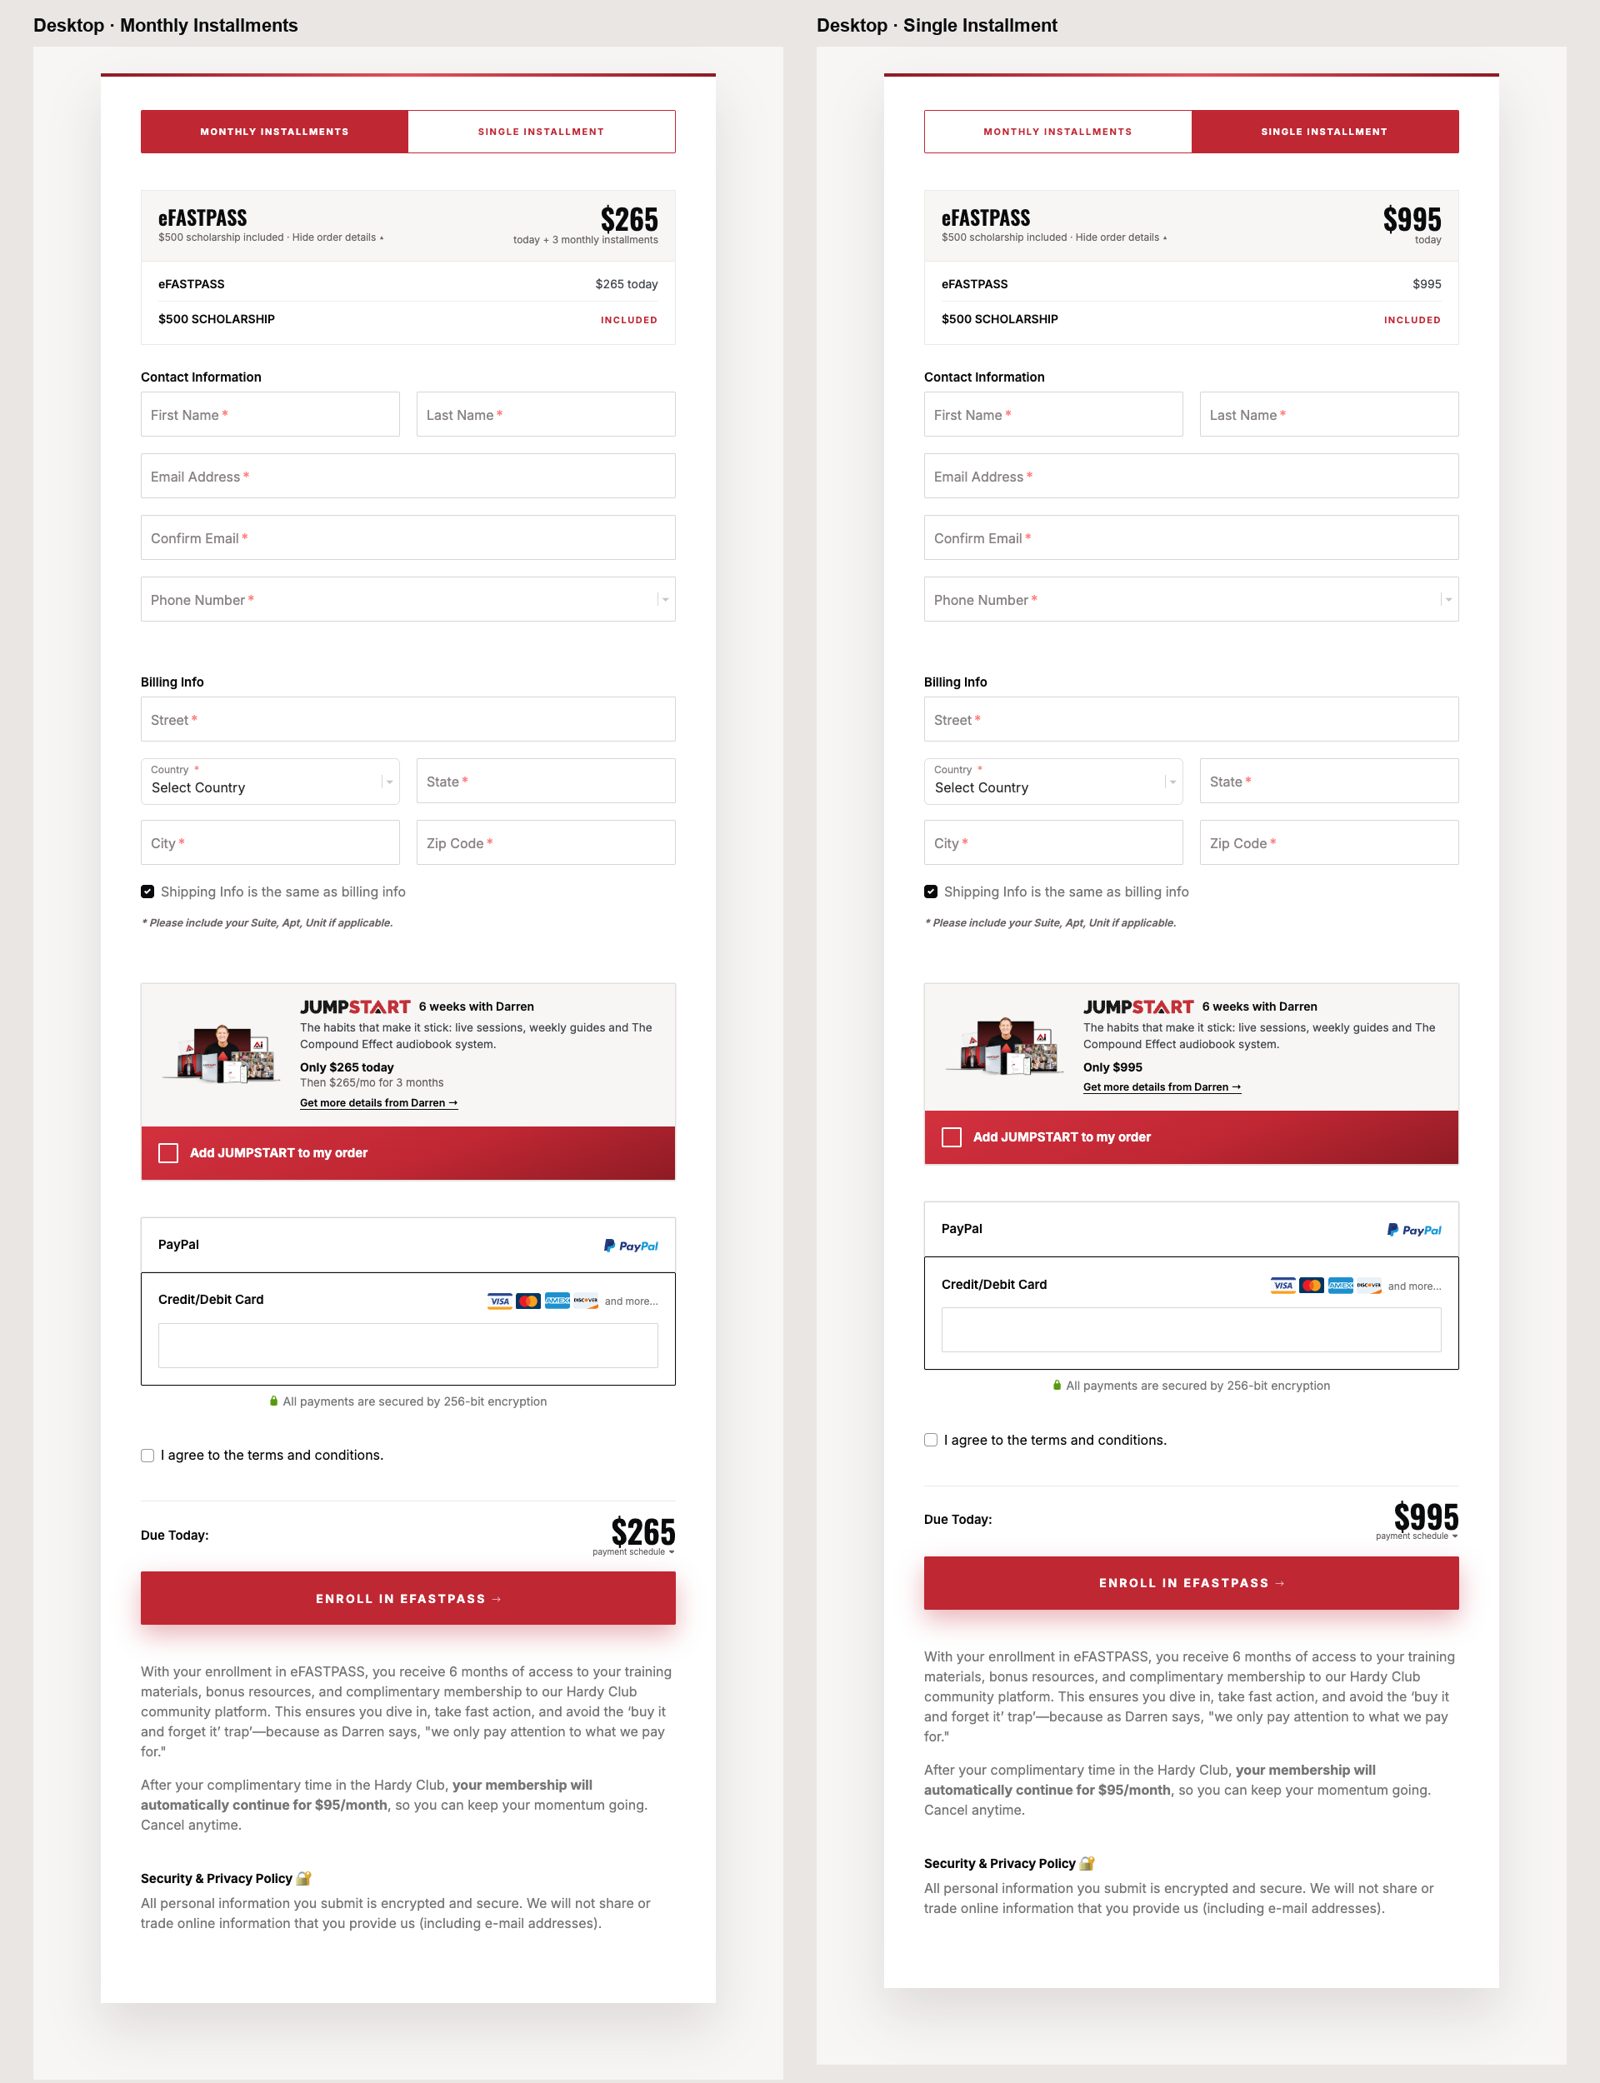 Desktop · Monthly Installments
MONTHLY INSTALLMENTS
SINGLE INSTALLMENT
eFASTPASS
$265
$500 scholarship included · Hide order details ▴
today + 3 monthly installments
eFASTPASS
$265 today
$500 SCHOLARSHIP
INCLUDED
Contact Information
First Name *
Last Name *
Email Address *
Confirm Email *
Phone Number *
Billing Info
Street *
Country *
Select Country
State *
City *
Zip Code *
Shipping Info is the same as billing info
* Please include your Suite, Apt, Unit if applicable.
JUMPSTART 6 weeks with Darren
The habits that make it stick: live sessions, weekly guides and The
Compound Effect audiobook system.
Only $265 today
Then $265/mo for 3 months
Get more details from Darren →
Add JUMPSTART to my order
PayPal
PayPal
Credit/Debit Card
VISA
AMEX
DISCOVER
and more...
All payments are secured by 256-bit encryption
I agree to the terms and conditions.
Due Today:
$265
payment schedule ▾
ENROLL IN EFASTPASS →
With your enrollment in eFASTPASS, you receive 6 months of access to your training
materials, bonus resources, and complimentary membership to our Hardy Club
community platform. This ensures you dive in, take fast action, and avoid the ‘buy it
and forget it’ trap’—because as Darren says, "we only pay attention to what we pay
for."
After your complimentary time in the Hardy Club, your membership will
automatically continue for $95/month, so you can keep your momentum going.
Cancel anytime.
Security & Privacy Policy 🔐
All personal information you submit is encrypted and secure. We will not share or
trade online information that you provide us (including e-mail addresses).
Desktop · Single Installment
MONTHLY INSTALLMENTS
SINGLE INSTALLMENT
eFASTPASS
$995
$500 scholarship included · Hide order details ▴
today
eFASTPASS
$995
$500 SCHOLARSHIP
INCLUDED
Contact Information
First Name *
Last Name *
Email Address *
Confirm Email *
Phone Number *
Billing Info
Street *
Country *
Select Country
State *
City *
Zip Code *
Shipping Info is the same as billing info
* Please include your Suite, Apt, Unit if applicable.
JUMPSTART 6 weeks with Darren
The habits that make it stick: live sessions, weekly guides and The
Compound Effect audiobook system.
Only $995
Get more details from Darren →
Add JUMPSTART to my order
PayPal
PayPal
Credit/Debit Card
VISA
AMEX
DISCOVER
and more...
All payments are secured by 256-bit encryption
I agree to the terms and conditions.
Due Today:
$995
payment schedule ▾
ENROLL IN EFASTPASS →
With your enrollment in eFASTPASS, you receive 6 months of access to your training
materials, bonus resources, and complimentary membership to our Hardy Club
community platform. This ensures you dive in, take fast action, and avoid the ‘buy it
and forget it’ trap’—because as Darren says, "we only pay attention to what we pay
for."
After your complimentary time in the Hardy Club, your membership will
automatically continue for $95/month, so you can keep your momentum going.
Cancel anytime.
Security & Privacy Policy 🔐
All personal information you submit is encrypted and secure. We will not share or
trade online information that you provide us (including e-mail addresses).